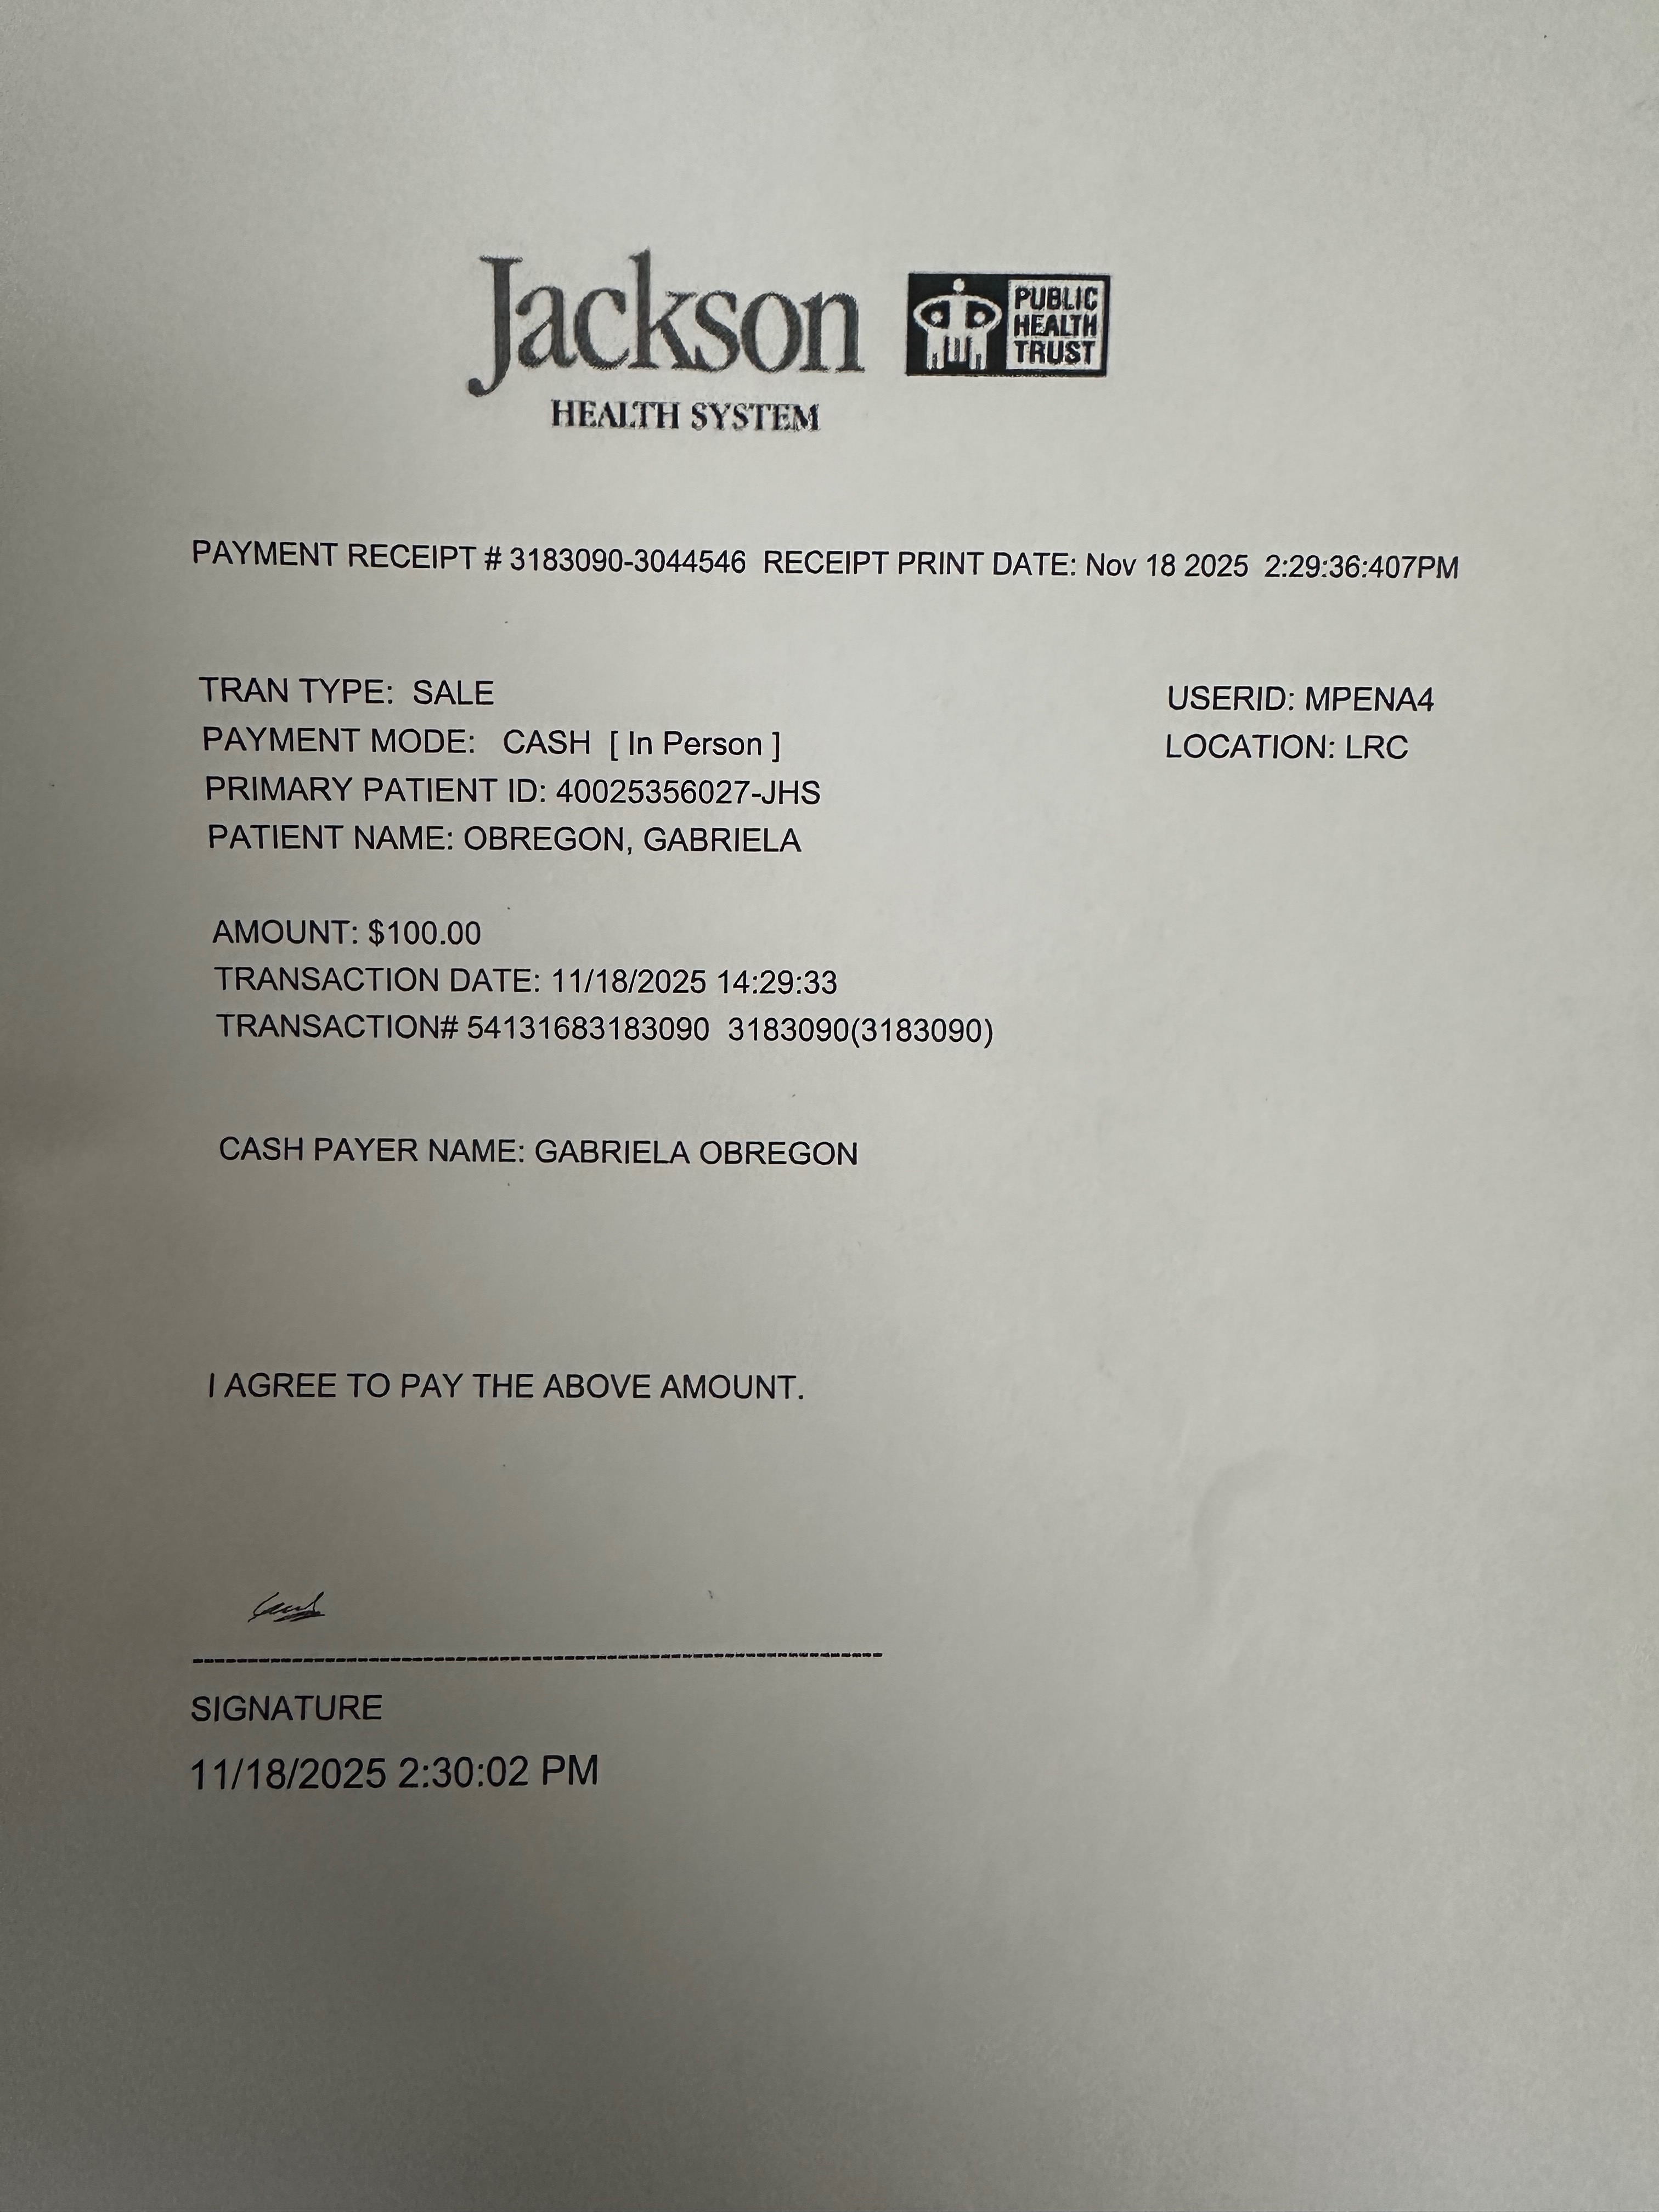 Jackson
HEALTH SYSTEM
PUBLIC
HEALTH
TRUST
PAYMENT RECEIPT # 3183090-3044546 RECEIPT PRINT DATE: Nov 18 2025 2:29:36:407PM
TRAN TYPE: SALE
USERID: MPENA4
PAYMENT MODE: CASH [ In Person ]
LOCATION: LRC
PRIMARY PATIENT ID: 40025356027-JHS
PATIENT NAME: OBREGON, GABRIELA
AMOUNT: $100.00
TRANSACTION DATE: 11/18/2025 14:29:33
TRANSACTION# 54131683183090 3183090(3183090)
CASH PAYER NAME: GABRIELA OBREGON
I AGREE TO PAY THE ABOVE AMOUNT.
SIGNATURE
11/18/2025 2:30:02 PM